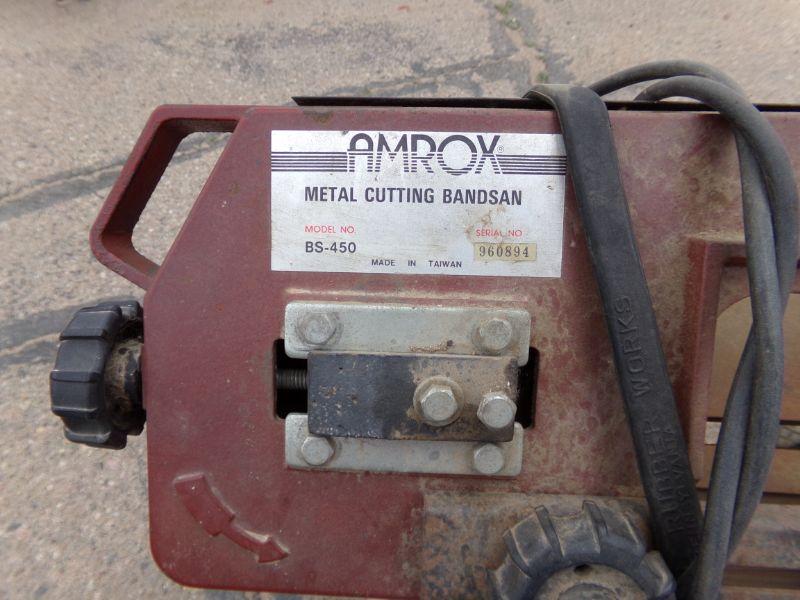 AMROX®
METAL CUTTING BANDSAN
MODEL NO. SERIAL NO
BS-450 960894
MADE IN TAIWAN
RUBBER WORKS